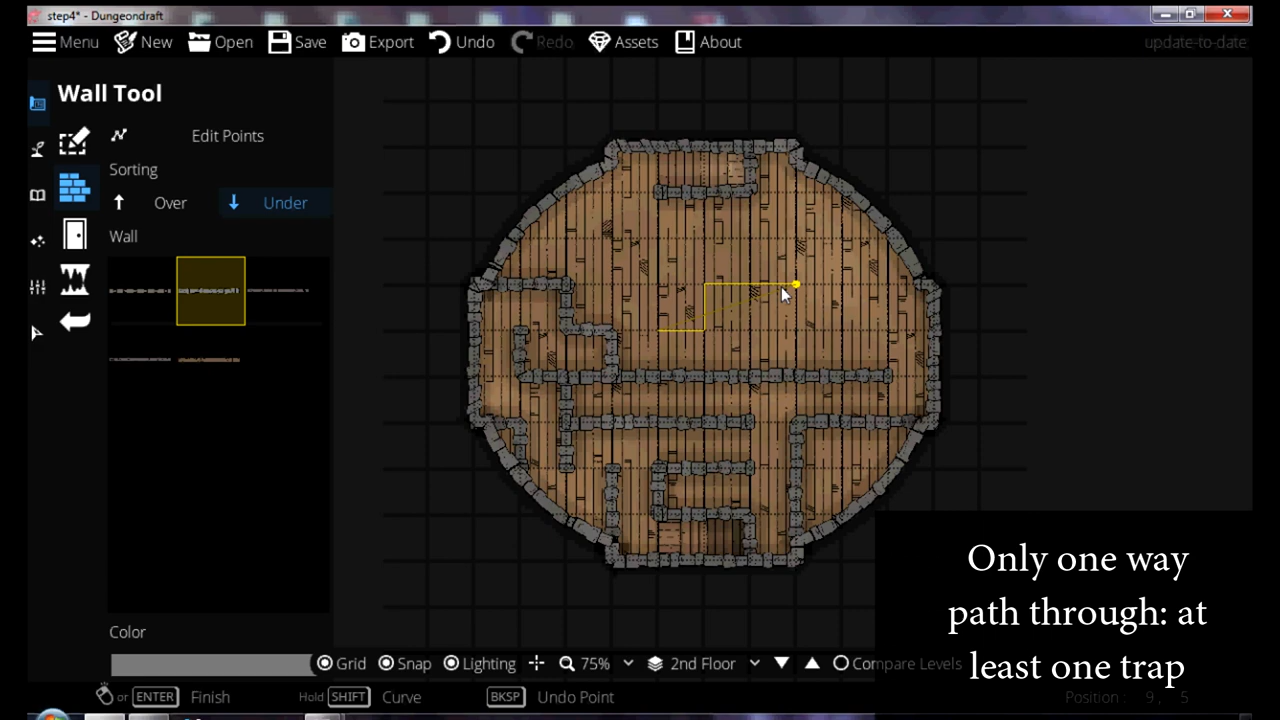 step4* - Dungeondraft
Menu New Open Save Export Undo Redo Assets About update-to-date
Wall Tool
Edit Points
Sorting
Over Under
Wall
Color
Grid Snap Lighting 75% 2nd Floor Compare Levels
or ENTER Finish Hold SHIFT Curve BKSP Undo Point Position : 9 , 5
Only one way
path through: at
least one trap